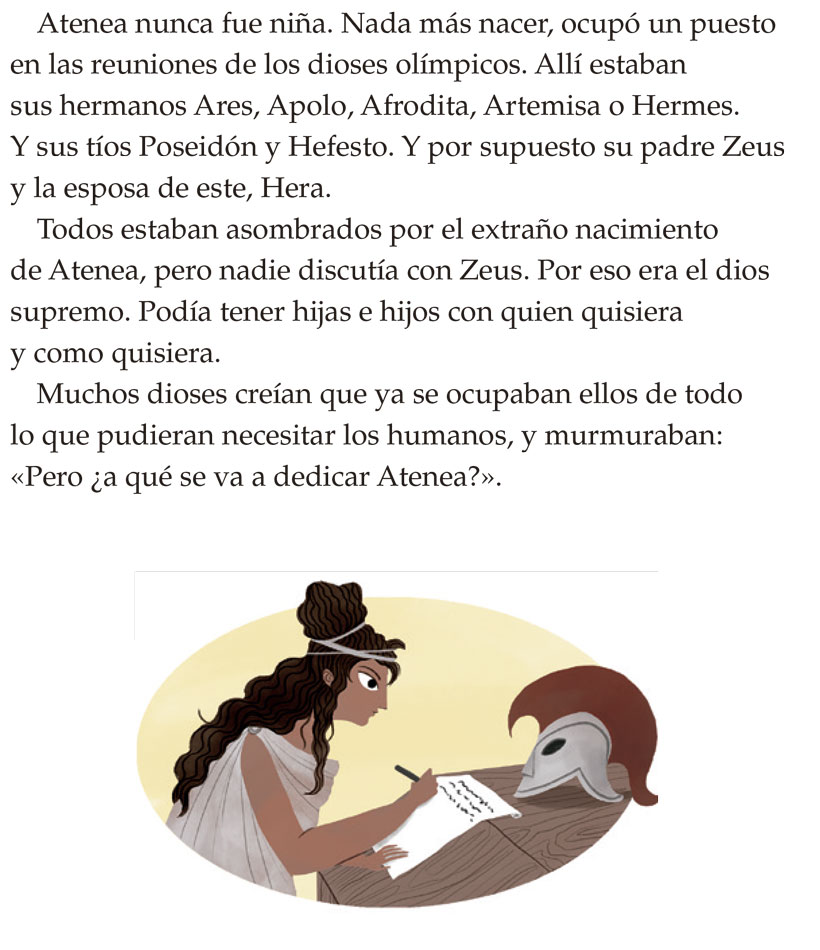 Atenea nunca fue niña. Nada más nacer, ocupó un puesto
en las reuniones de los dioses olímpicos. Allí estaban
sus hermanos Ares, Apolo, Afrodita, Artemisa o Hermes.
Y sus tíos Poseidón y Hefesto. Y por supuesto su padre Zeus
y la esposa de este, Hera.
Todos estaban asombrados por el extraño nacimiento
de Atenea, pero nadie discutía con Zeus. Por eso era el dios
supremo. Podía tener hijas e hijos con quien quisiera
y como quisiera.
Muchos dioses creían que ya se ocupaban ellos de todo
lo que pudieran necesitar los humanos, y murmuraban:
«Pero ¿a qué se va a dedicar Atenea?».